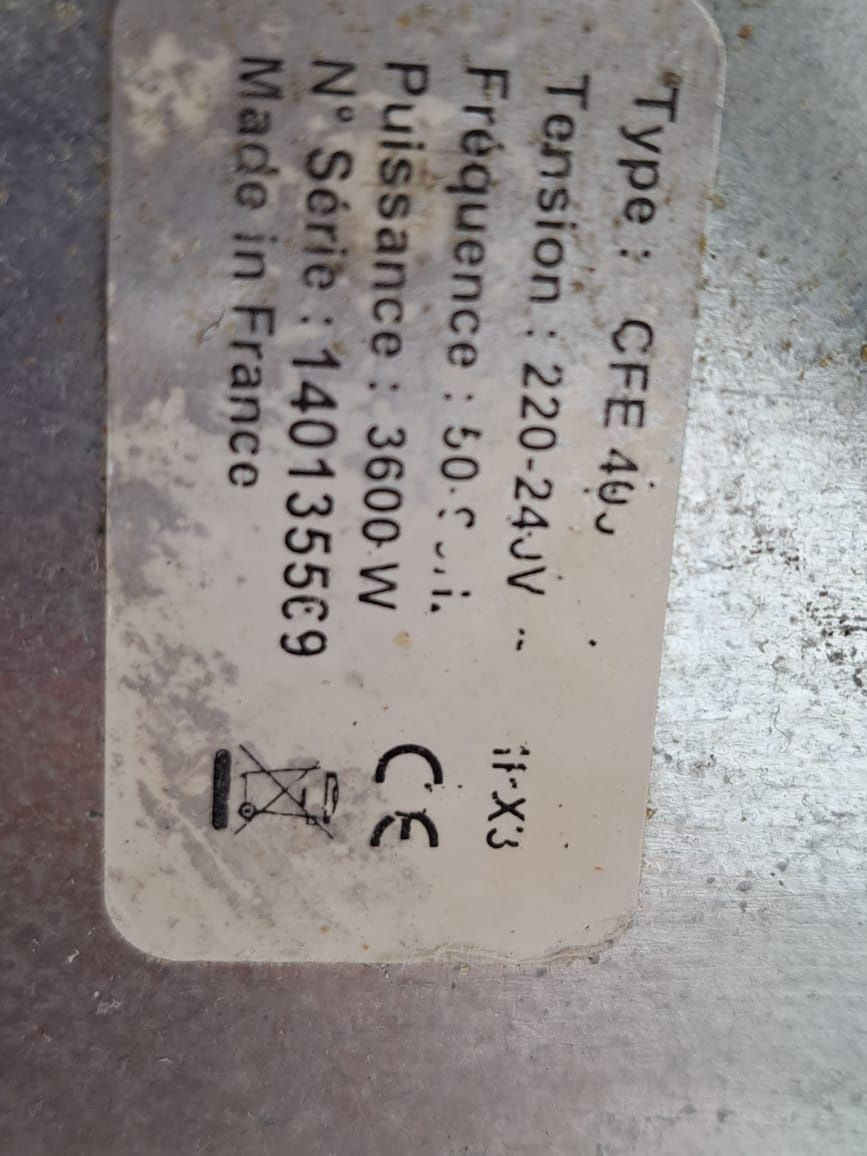 Type : CFE
Tension : 220-240V ~
Fréquence :
Puissance : 3600 W
N° Série :
Made in France
CE